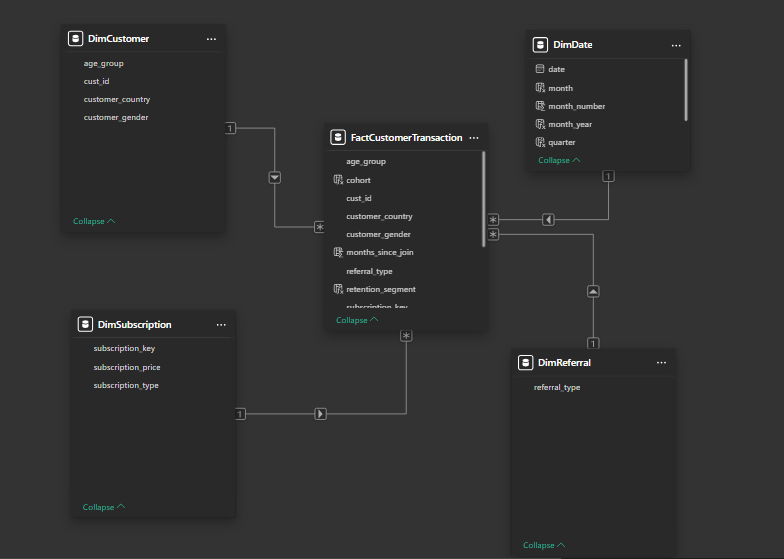 DimCustomer
age_group
cust_id
customer_country
customer_gender
Collapse
1
*
FactCustomerTransaction
age_group
cohort
cust_id
customer_country
customer_gender
months_since_join
referral_type
retention_segment
subscription_key
Collapse
*
DimDate
date
month
month_number
month_year
quarter
Collapse
1
*
*
DimSubscription
subscription_key
subscription_price
subscription_type
Collapse
1
1
DimReferral
referral_type
Collapse